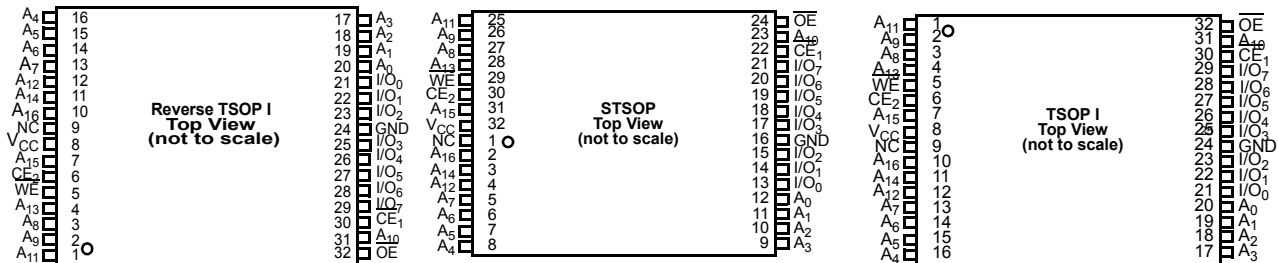 A4 16 17 A3
A5 15 18 A2
A6 14 19 A1
A7 13 20 A0
A12 12 21 I/O0
A14 11 22 I/O1
A16 10 23 I/O2
NC 9 24 GND
VCC 8 25 I/O3
A15 7 26 I/O4
CE2 6 27 I/O5
WE 5 28 I/O6
A13 4 29 I/O7
A8 3 30 CE1
A9 2 31 A10
A11 1 32 OE
Reverse TSOP I
Top View
(not to scale)
A11 25 24 OE
A9 26 23 A10
A8 27 22 CE1
A13 28 21 I/O7
WE 29 20 I/O6
CE2 30 19 I/O5
A15 31 18 I/O4
VCC 32 17 I/O3
NC 1 16 GND
A16 2 15 I/O2
A14 3 14 I/O1
A12 4 13 I/O0
A7 5 12 A0
A6 6 11 A1
A5 7 10 A2
A4 8 9 A3
STSOP
Top View
(not to scale)
A11 1 32 OE
A9 2 31 A10
A8 3 30 CE1
A13 4 29 I/O7
WE 5 28 I/O6
CE2 6 27 I/O5
A15 7 26 I/O4
VCC 8 25 I/O3
NC 9 24 GND
A16 10 23 I/O2
A14 11 22 I/O1
A12 12 21 I/O0
A7 13 20 A0
A6 14 19 A1
A5 15 18 A2
A4 16 17 A3
TSOP I
Top View
(not to scale)